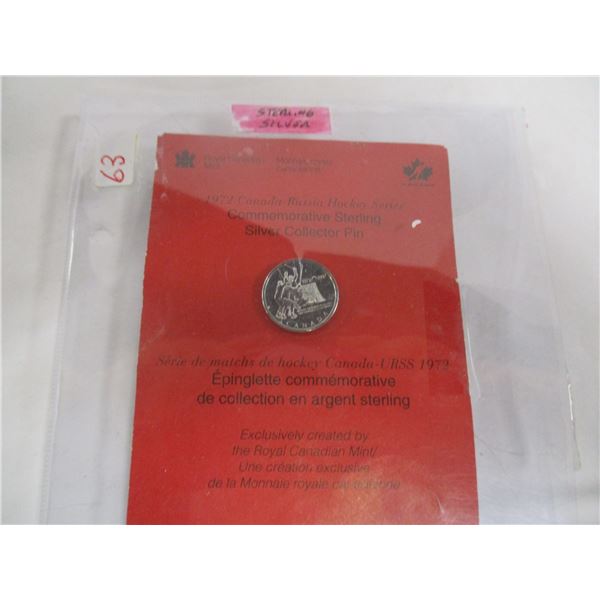 STERLING
SILVER
63
Royal Canadian Mint
Monnaie royale canadienne
1972 Canada-Russia Hockey Series
Commemorative Sterling
Silver Collector Pin
CANADA
Série de matchs de hockey Canada-URSS 1972
Épinglette commémorative
de collection en argent sterling
Exclusively created by
the Royal Canadian Mint/
Une création exclusive
de la Monnaie royale canadienne